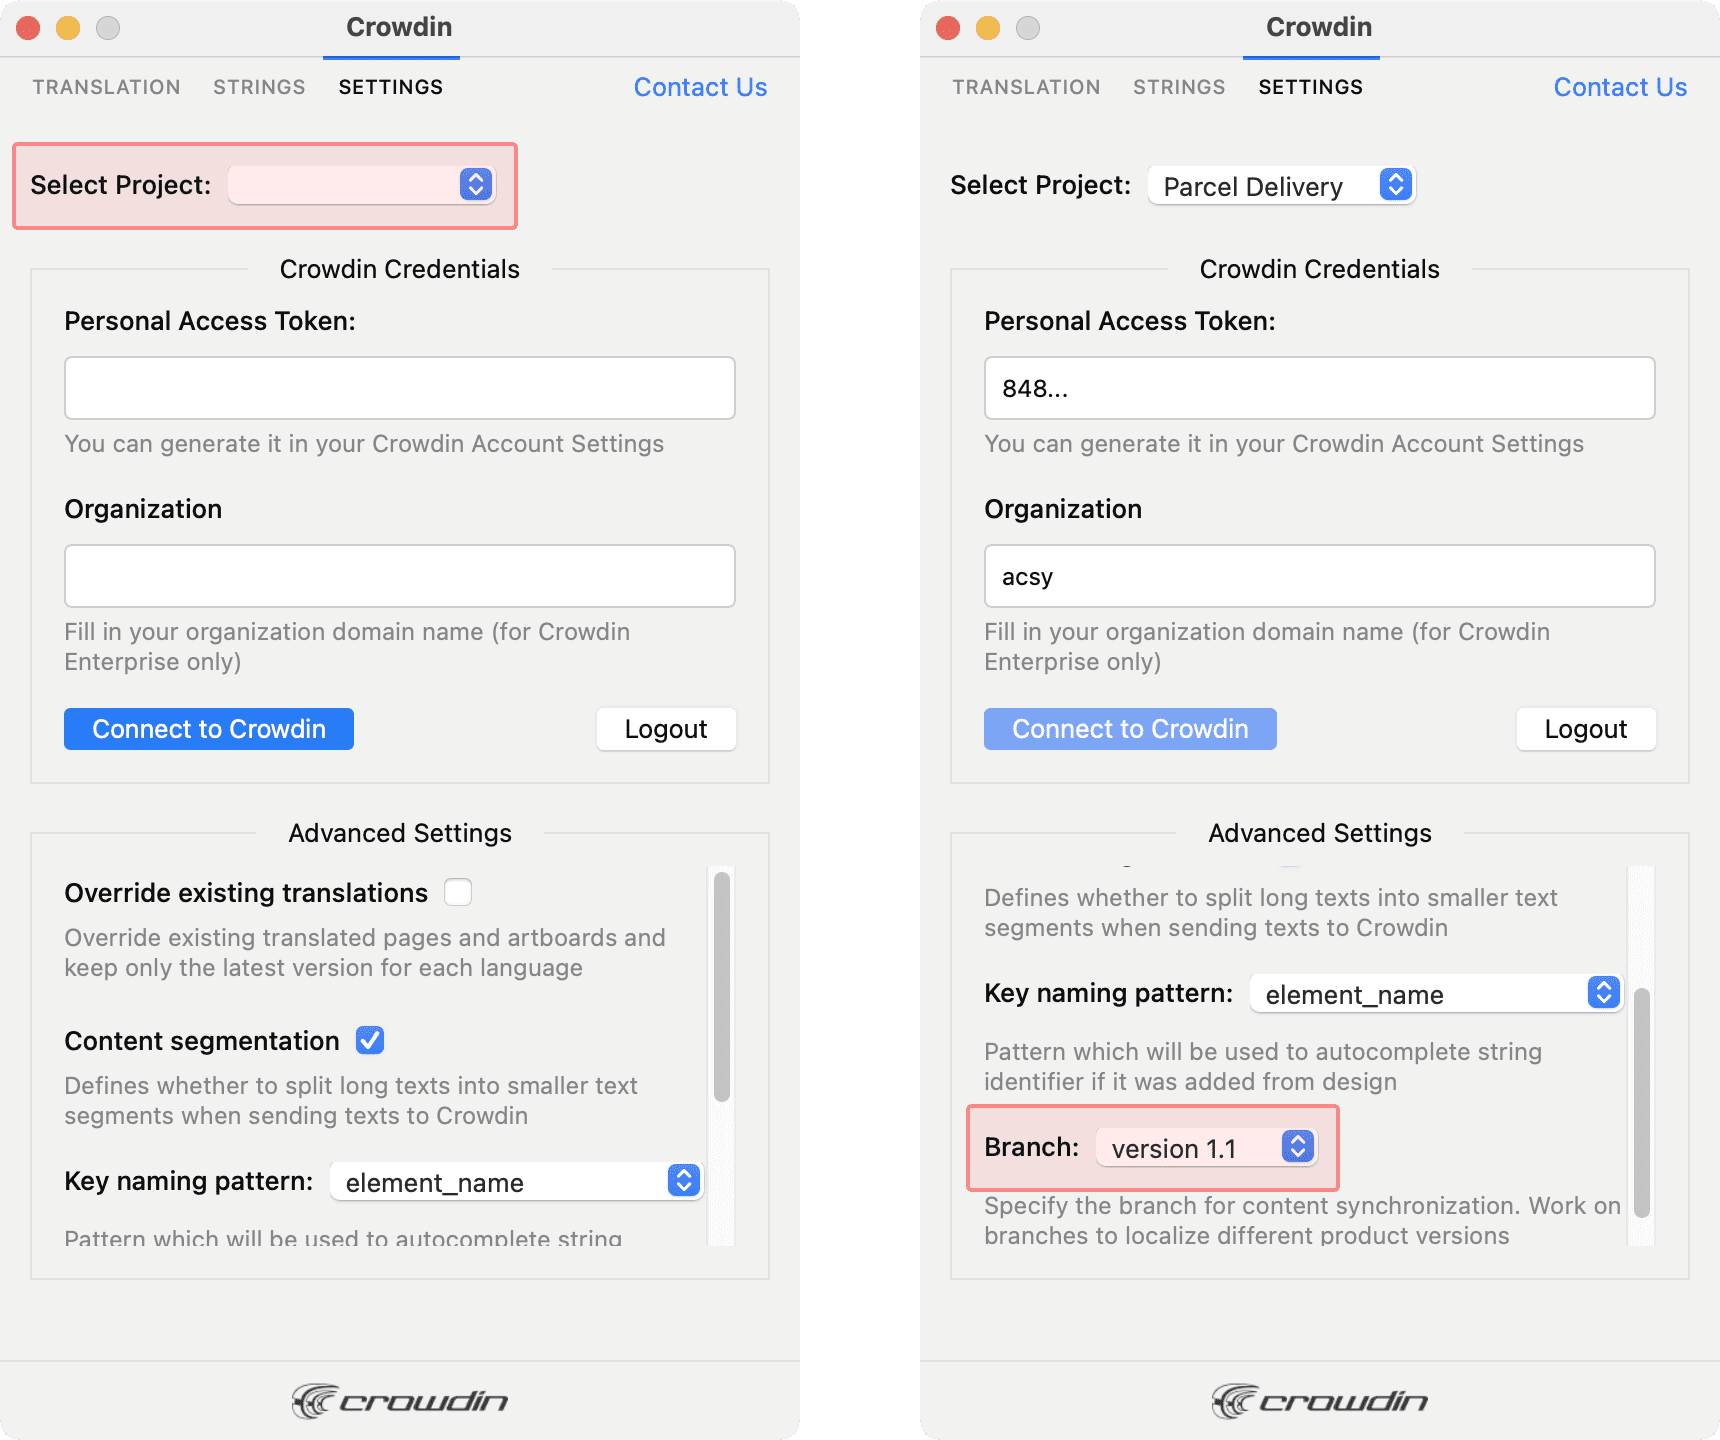 Crowdin
TRANSLATION STRINGS SETTINGS Contact Us
Select Project:
Crowdin Credentials
Personal Access Token:
You can generate it in your Crowdin Account Settings
Organization
Fill in your organization domain name (for Crowdin
Enterprise only)
Connect to Crowdin Logout
Advanced Settings
Override existing translations
Override existing translated pages and artboards and
keep only the latest version for each language
Content segmentation
Defines whether to split long texts into smaller text
segments when sending texts to Crowdin
Key naming pattern: element_name
Pattern which will be used to autocomplete string
crowdin
Crowdin
TRANSLATION STRINGS SETTINGS Contact Us
Select Project: Parcel Delivery
Crowdin Credentials
Personal Access Token:
848...
You can generate it in your Crowdin Account Settings
Organization
acsy
Fill in your organization domain name (for Crowdin
Enterprise only)
Connect to Crowdin Logout
Advanced Settings
Defines whether to split long texts into smaller text
segments when sending texts to Crowdin
Key naming pattern: element_name
Pattern which will be used to autocomplete string
identifier if it was added from design
Branch: version 1.1
Specify the branch for content synchronization. Work on
branches to localize different product versions
crowdin